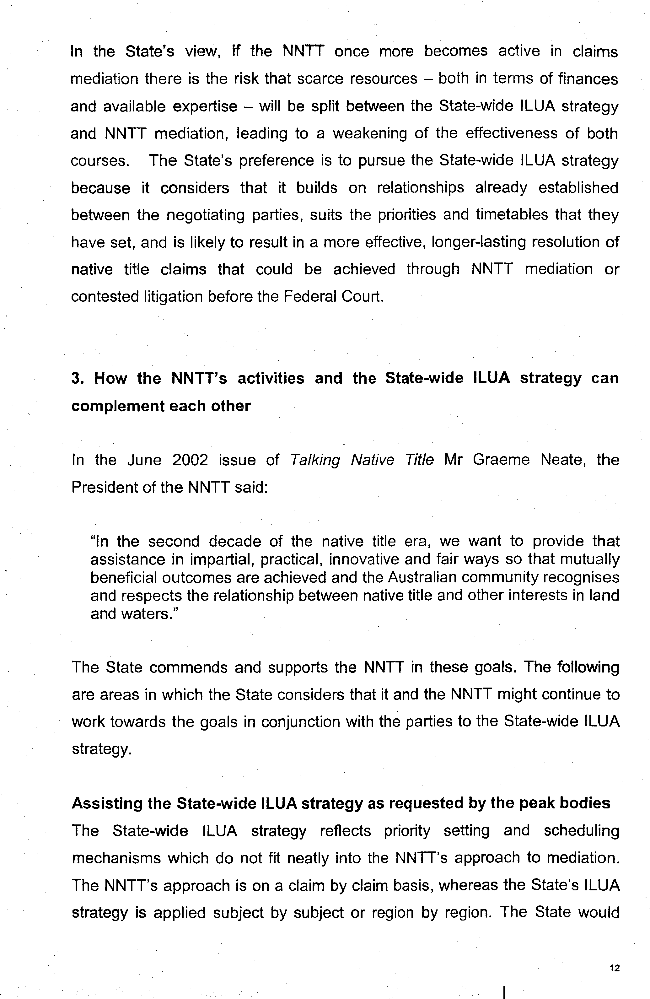 In the State's view, if the NNTT once more becomes active in claims
mediation there is the risk that scarce resources – both in terms of finances
and available expertise – will be split between the State-wide ILUA strategy
and NNTT mediation, leading to a weakening of the effectiveness of both
courses. The State's preference is to pursue the State-wide ILUA strategy
because it considers that it builds on relationships already established
between the negotiating parties, suits the priorities and timetables that they
have set, and is likely to result in a more effective, longer-lasting resolution of
native title claims that could be achieved through NNTT mediation or
contested litigation before the Federal Court.
3. How the NNTT's activities and the State-wide ILUA strategy can
complement each other
In the June 2002 issue of Talking Native Title Mr Graeme Neate, the
President of the NNTT said:
“In the second decade of the native title era, we want to provide that
assistance in impartial, practical, innovative and fair ways so that mutually
beneficial outcomes are achieved and the Australian community recognises
and respects the relationship between native title and other interests in land
and waters.”
The State commends and supports the NNTT in these goals. The following
are areas in which the State considers that it and the NNTT might continue to
work towards the goals in conjunction with the parties to the State-wide ILUA
strategy.
Assisting the State-wide ILUA strategy as requested by the peak bodies
The State-wide ILUA strategy reflects priority setting and scheduling
mechanisms which do not fit neatly into the NNTT's approach to mediation.
The NNTT's approach is on a claim by claim basis, whereas the State's ILUA
strategy is applied subject by subject or region by region. The State would
12